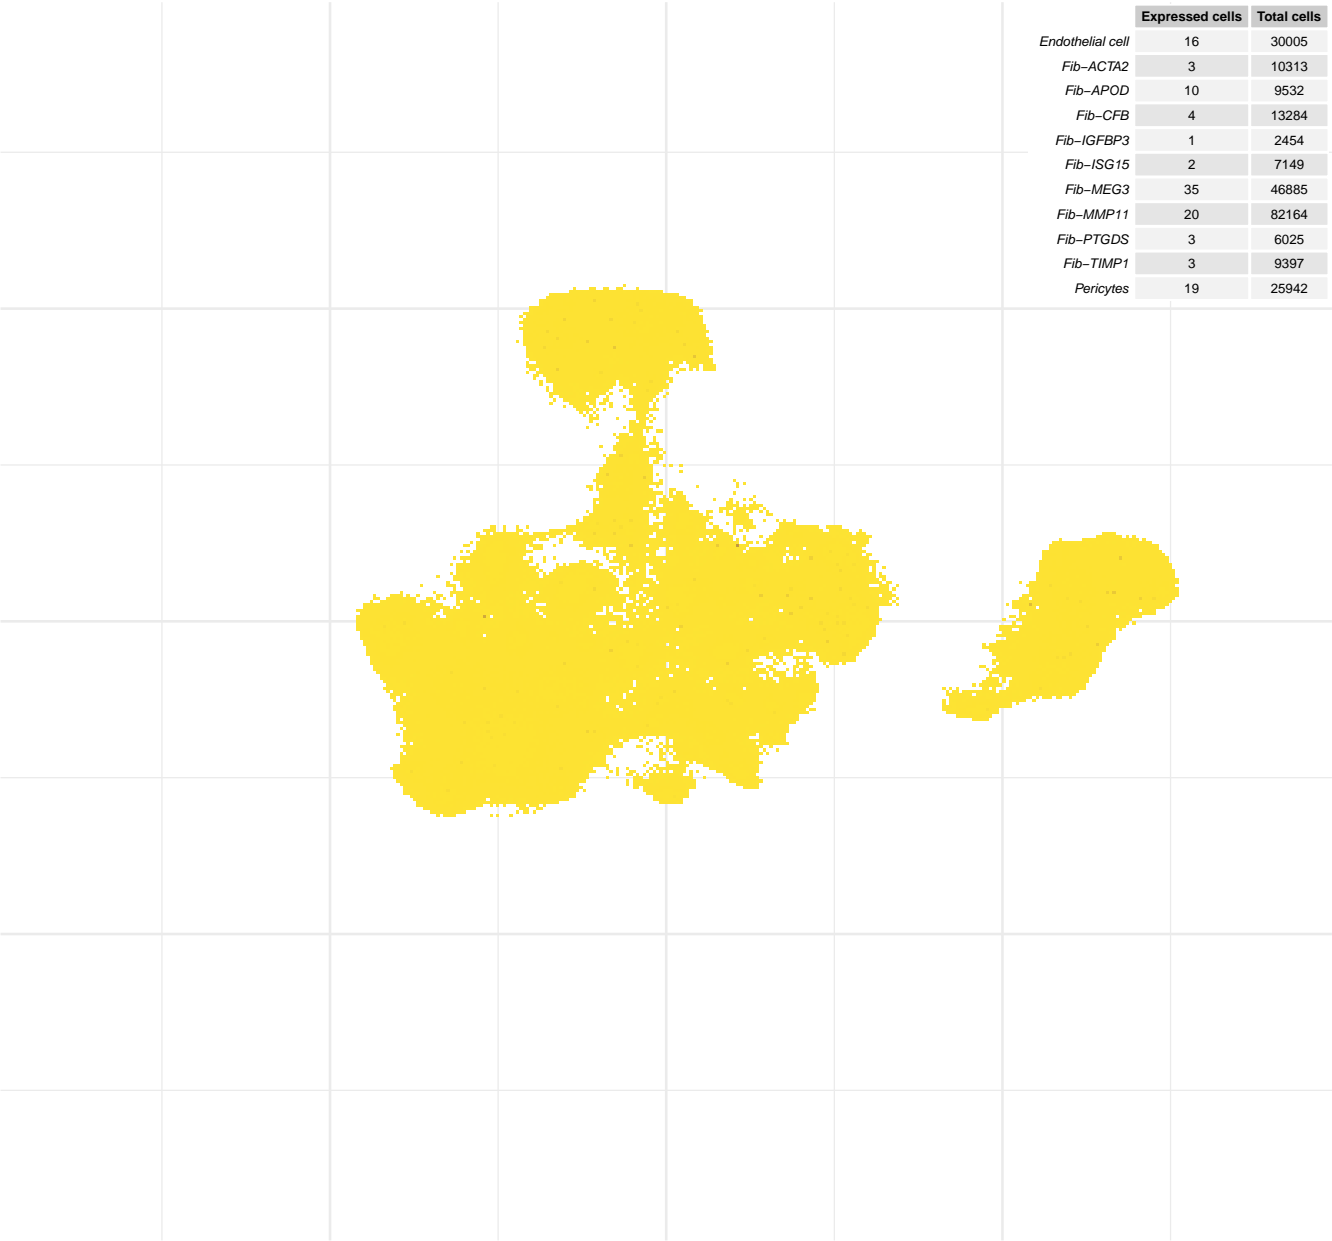 Expressed cells Total cells
Endothelial cell 16 30005
Fib−ACTA2 3 10313
Fib−APOD 10 9532
Fib−CFB 4 13284
Fib−IGFBP3 1 2454
Fib−ISG15 2 7149
Fib−MEG3 35 46885
Fib−MMP11 20 82164
Fib−PTGDS 3 6025
Fib−TIMP1 3 9397
Pericytes 19 25942